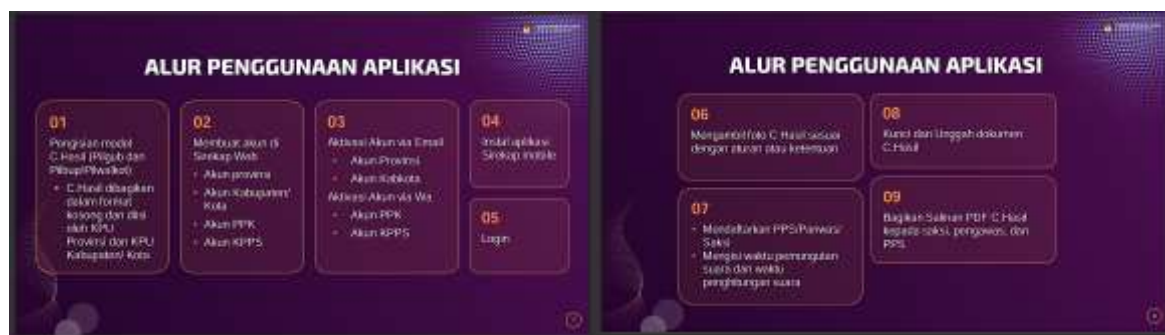 ALUR PENGGUNAAN APLIKASI
01
Pengisian model
C.Hasil (Pilgub dan
Pilbup/Pilwalkot)
• C.Hasil dibagikan
dalam format
kosong dan diisi
oleh KPU
Provinsi dan KPU
Kabupaten/ Kota
02
Membuat akun di
Sirekap Web
• Akun provinsi
• Akun Kabupaten/
Kota
• Akun PPK
• Akun KPPS
03
Aktivasi Akun via Email
• Akun Provinsi
• Akun Kabkota
Aktivasi Akun via Wa
• Akun PPK
• Akun KPPS
04
Instal aplikasi
Sirekap mobile
05
Login
ALUR PENGGUNAAN APLIKASI
06
Mengambil foto C.Hasil sesuai
dengan aturan atau ketentuan
07
• Mendaftarkan PPS/Panwas/
Saksi
• Mengisi waktu pemungutan
suara dan waktu
penghitungan suara
08
Kunci dan Unggah dokumen
C.Hasil
09
Bagikan Salinan PDF C.Hasil
kepada saksi, pengawas, dan
PPS